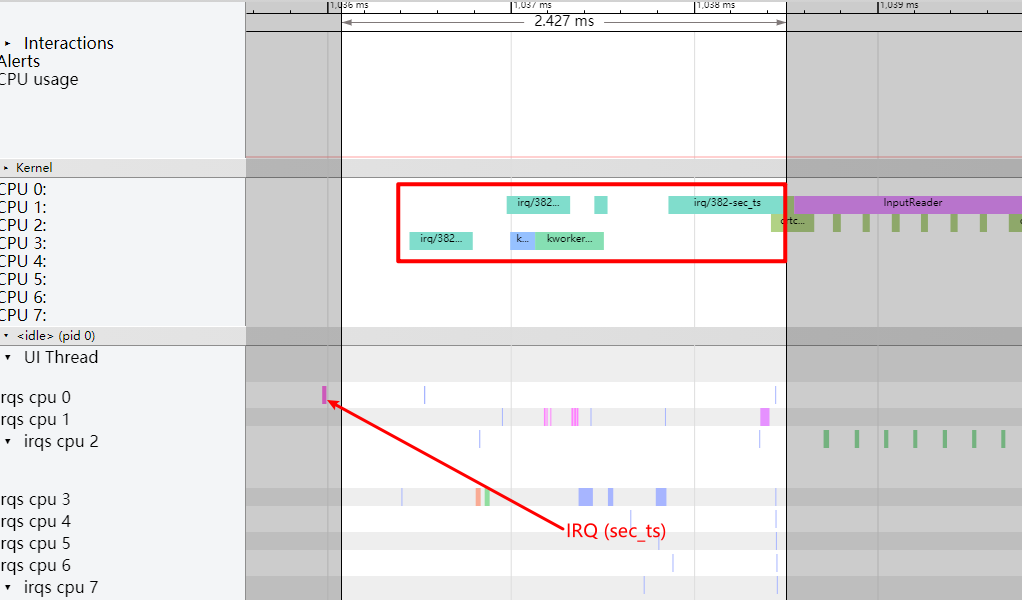 1,036 ms 1,037 ms 1,038 ms 1,039 ms
2.427 ms
Interactions
Alerts
CPU usage
Kernel
CPU 0:
CPU 1: irq/382... irq/382-sec_ts InputReader
CPU 2:
CPU 3: irq/382... k... kworker...
CPU 4:
CPU 5:
CPU 6:
CPU 7:
<idle> (pid 0)
UI Thread
irqs cpu 0
irqs cpu 1
irqs cpu 2
irqs cpu 3
irqs cpu 4
irqs cpu 5
IRQ (sec_ts)
irqs cpu 6
irqs cpu 7